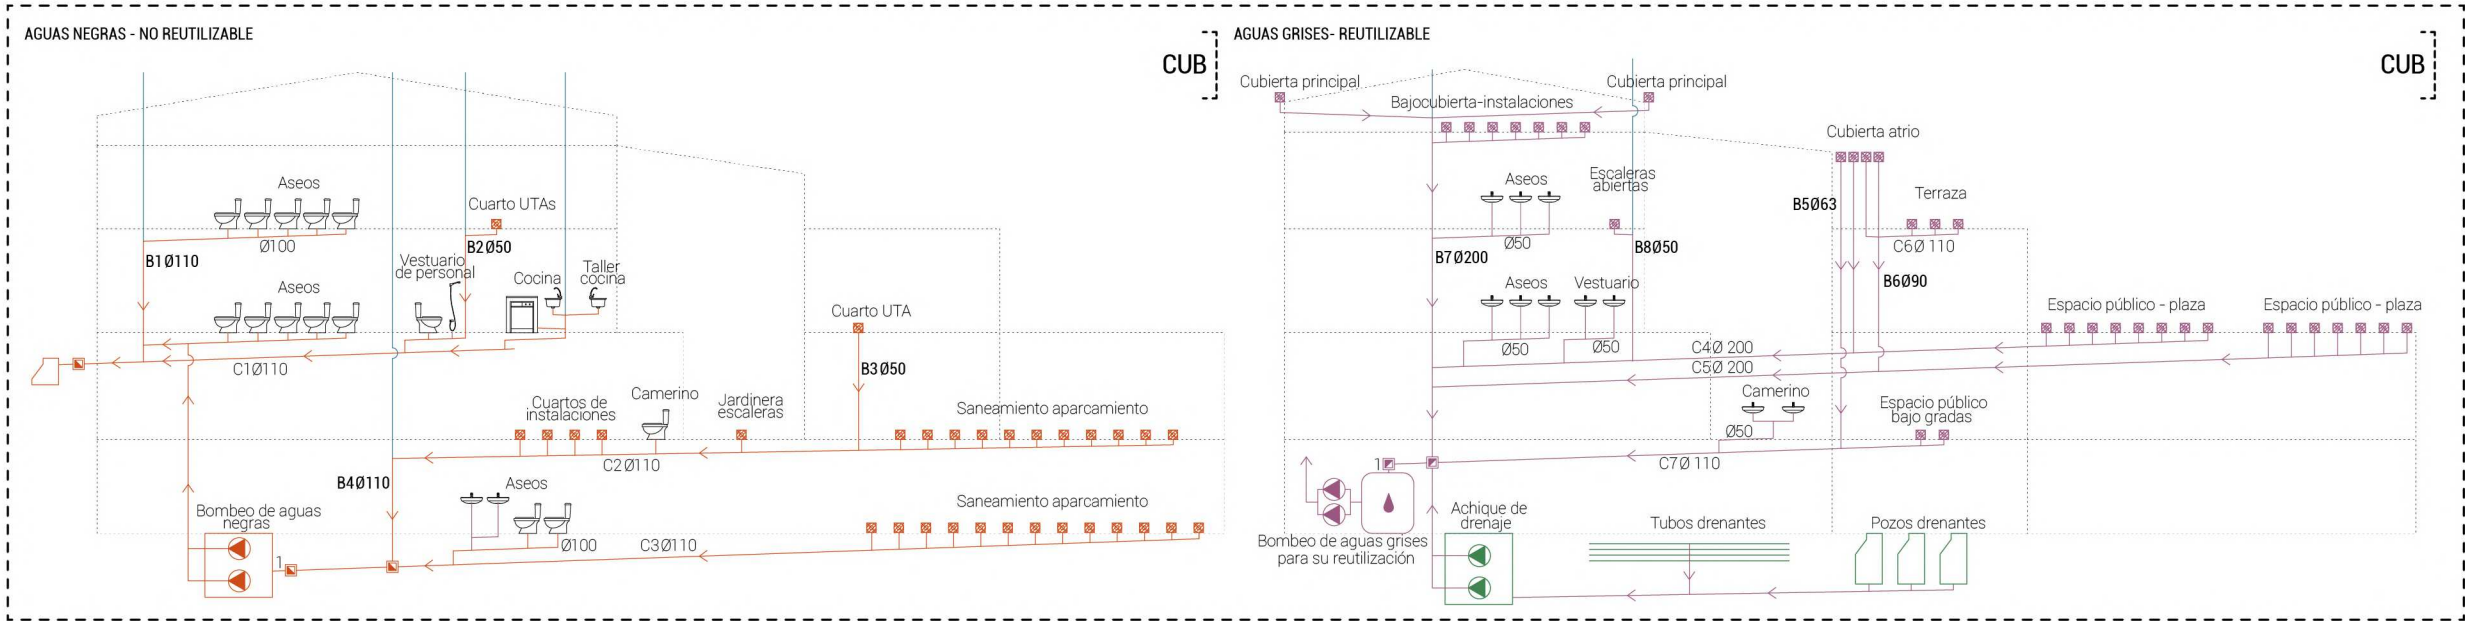 AGUAS NEGRAS - NO REUTILIZABLE
CUB
Aseos
Cuarto UTAs
Ø100
B1Ø110
B2Ø50
Vestuario
de personal
Cocina
Taller
cocina
Aseos
Cuarto UTA
C1Ø110
B3Ø50
Cuartos de
instalaciones
Camerino
Jardinera
escaleras
Saneamiento aparcamiento
C2Ø110
B4Ø110
Aseos
Saneamiento aparcamiento
Bombeo de aguas
negras
Ø100
C3Ø110
1
AGUAS GRISES- REUTILIZABLE
CUB
Cubierta principal
Cubierta principal
Bajocubierta-instalaciones
Cubierta atrio
Aseos
Escaleras
abiertas
Terraza
B5Ø63
Ø50
B7Ø200
B8Ø50
C6Ø 110
B6Ø90
Aseos
Vestuario
Espacio público - plaza
Espacio público - plaza
Ø50
Ø50
C4Ø 200
C5Ø 200
Camerino
Espacio público
bajo gradas
Ø50
C7Ø 110
1
Achique de
drenaje
Tubos drenantes
Pozos drenantes
Bombeo de aguas grises
para su reutilización